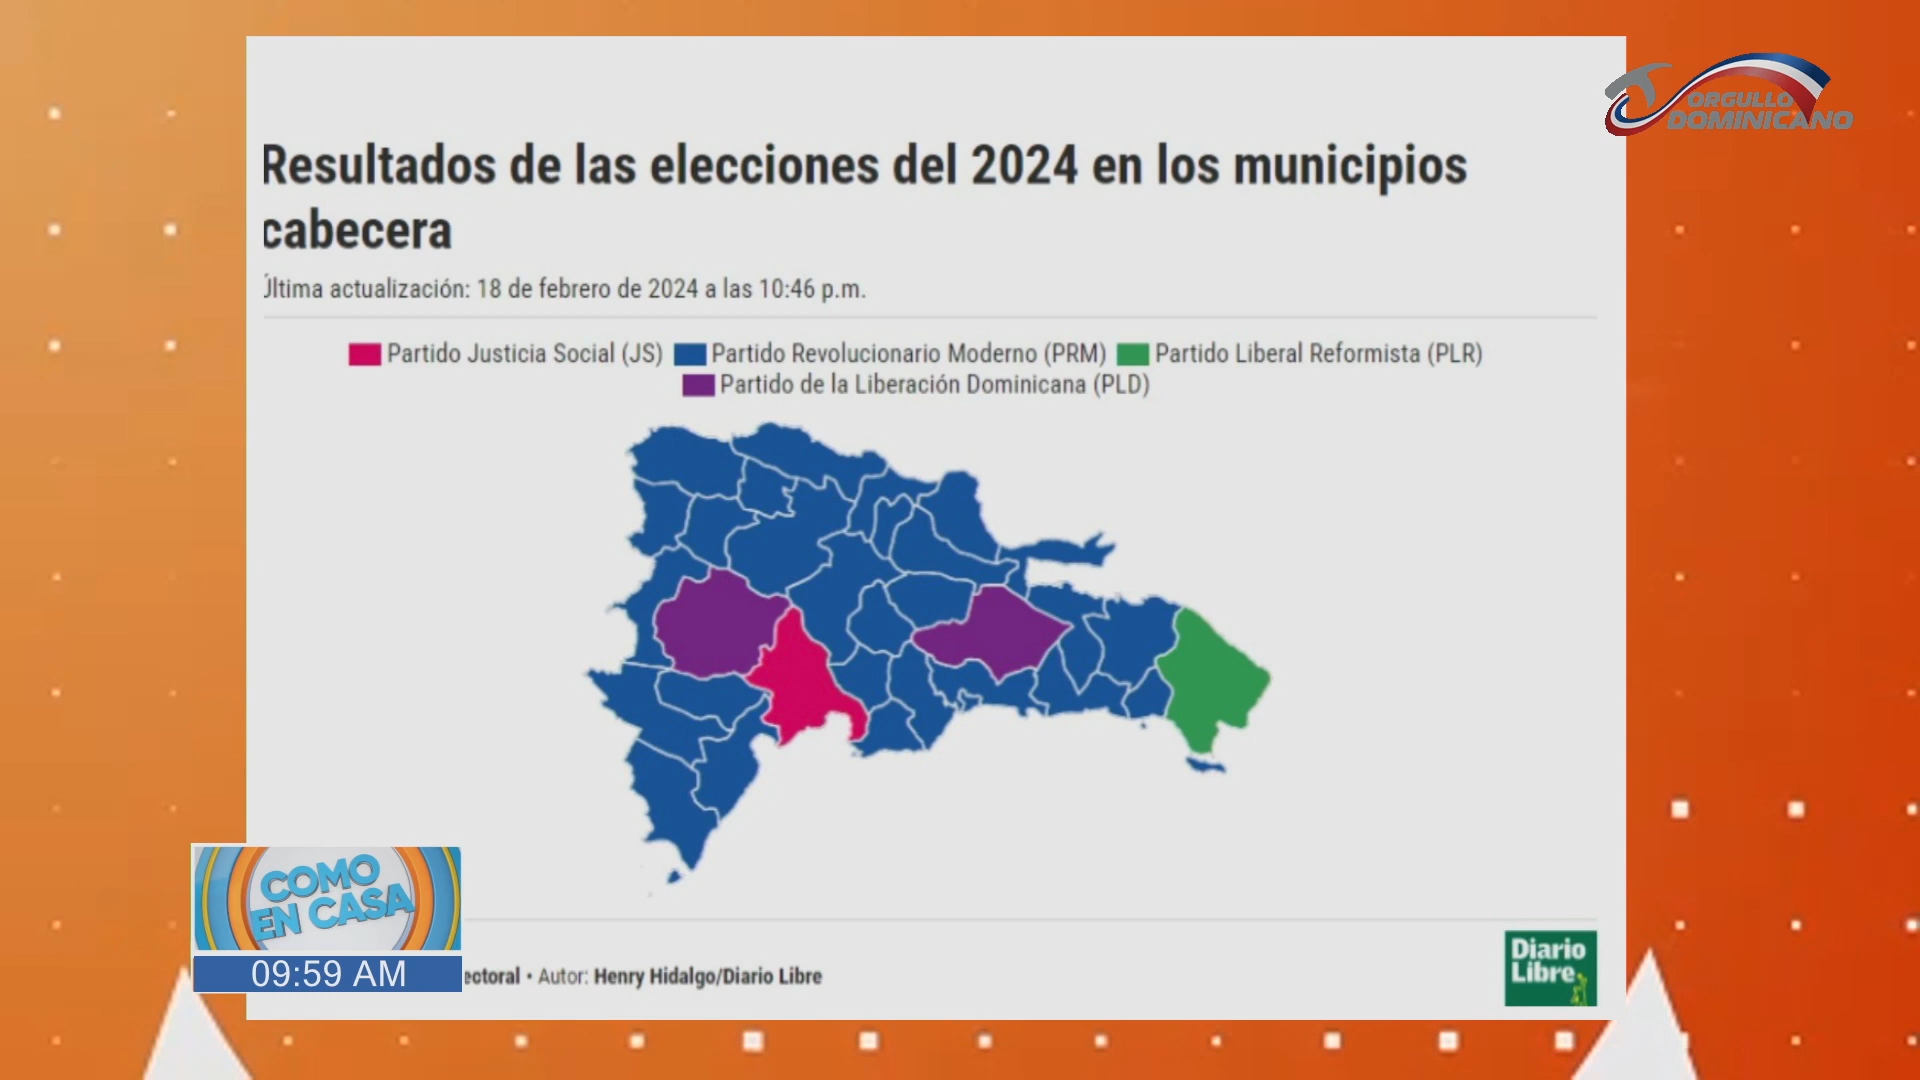 ORGULLO
DOMINICANO
Resultados de las elecciones del 2024 en los municipios
cabecera
Última actualización: 18 de febrero de 2024 a las 10:46 p.m.
Partido Justicia Social (JS) Partido Revolucionario Moderno (PRM) Partido Liberal Reformista (PLR)
Partido de la Liberación Dominicana (PLD)
COMO
EN CASA
09:59 AM
ectoral • Autor: Henry Hidalgo/Diario Libre
Diario
Libre